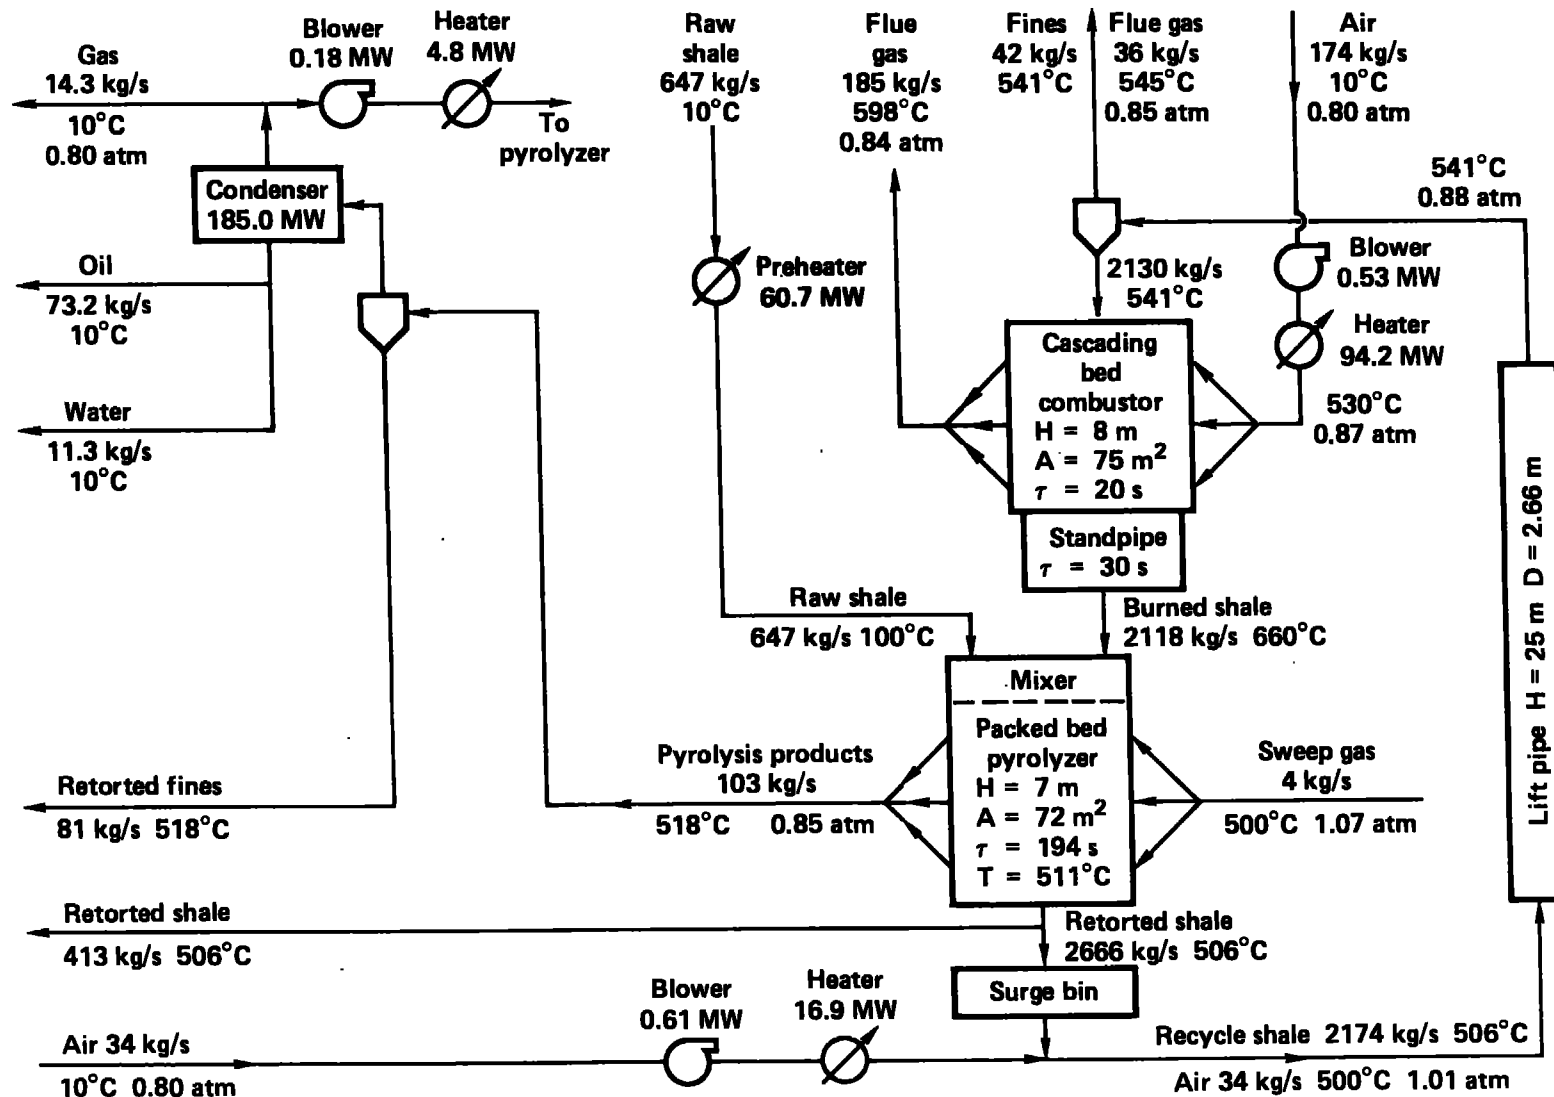 Gas
14.3 kg/s
10°C
0.80 atm
Blower
0.18 MW
Heater
4.8 MW
To
pyrolyzer
Condenser
185.0 MW
Oil
73.2 kg/s
10°C
Water
11.3 kg/s
10°C
Raw
shale
647 kg/s
10°C
Preheater
60.7 MW
Flue
gas
185 kg/s
598°C
0.84 atm
Fines
42 kg/s
541°C
Flue gas
36 kg/s
545°C
0.85 atm
Air
174 kg/s
10°C
0.80 atm
541°C
0.88 atm
Blower
0.53 MW
Heater
94.2 MW
530°C
0.87 atm
2130 kg/s
541°C
Cascading
bed
combustor
H = 8 m
A = 75 m²
τ = 20 s
Standpipe
τ = 30 s
Lift pipe H = 25 m D = 2.66 m
Raw shale
647 kg/s 100°C
Burned shale
2118 kg/s 660°C
Mixer
Packed bed
pyrolyzer
H = 7 m
A = 72 m²
τ = 194 s
T = 511°C
Pyrolysis products
103 kg/s
518°C 0.85 atm
Sweep gas
4 kg/s
500°C 1.07 atm
Retorted fines
81 kg/s 518°C
Retorted shale
413 kg/s 506°C
Retorted shale
2666 kg/s 506°C
Surge bin
Blower
0.61 MW
Heater
16.9 MW
Air 34 kg/s
10°C 0.80 atm
Recycle shale 2174 kg/s 506°C
Air 34 kg/s 500°C 1.01 atm